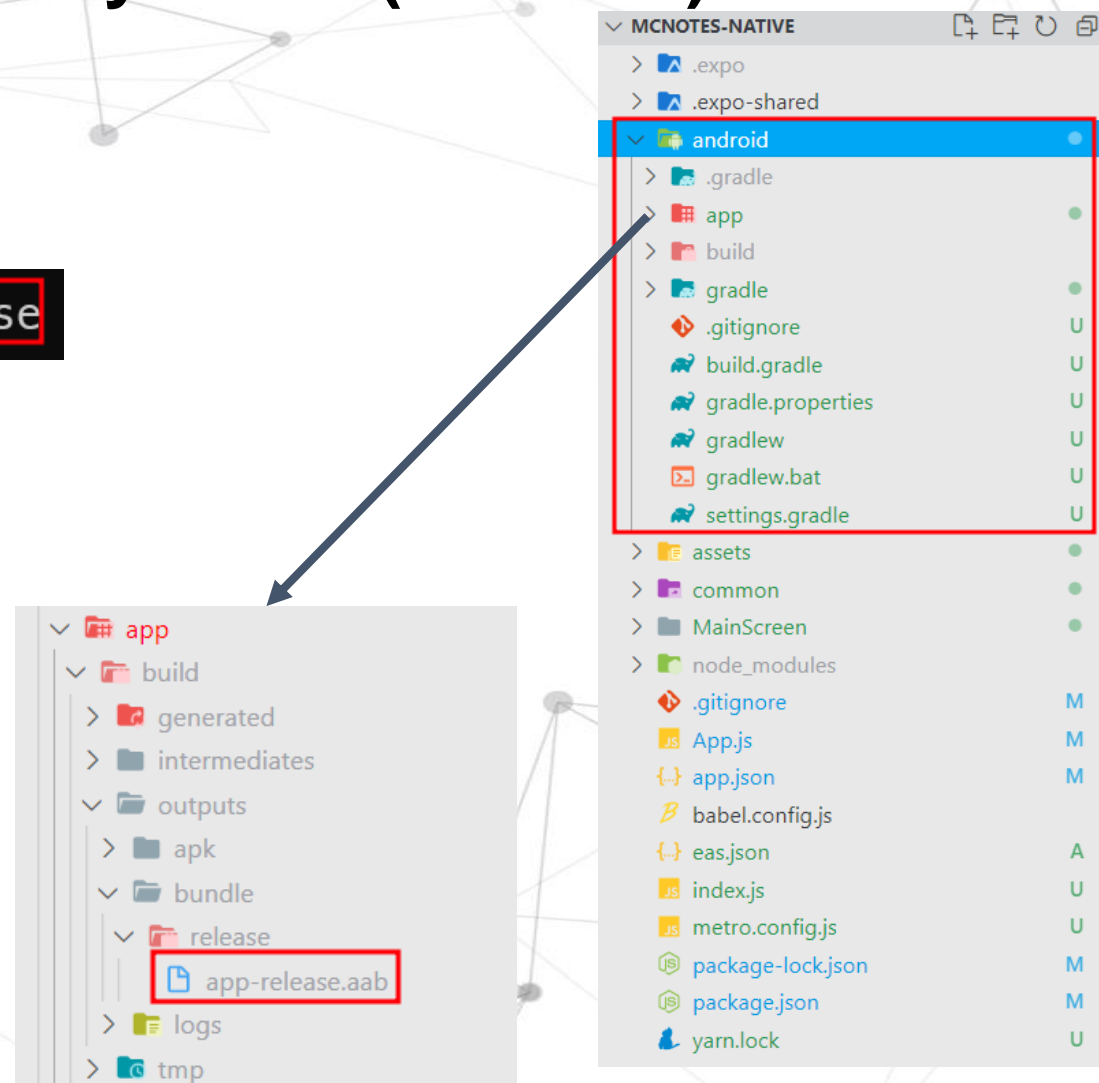 se
MCNOTES-NATIVE
.expo
.expo-shared
android
.gradle
app
build
gradle
.gitignore U
build.gradle U
gradle.properties U
gradlew U
gradlew.bat U
settings.gradle U
assets
common
MainScreen
node_modules
.gitignore M
App.js M
app.json M
babel.config.js
eas.json A
index.js U
metro.config.js U
package-lock.json M
package.json M
yarn.lock U
app
build
generated
intermediates
outputs
apk
bundle
release
app-release.aab
logs
tmp